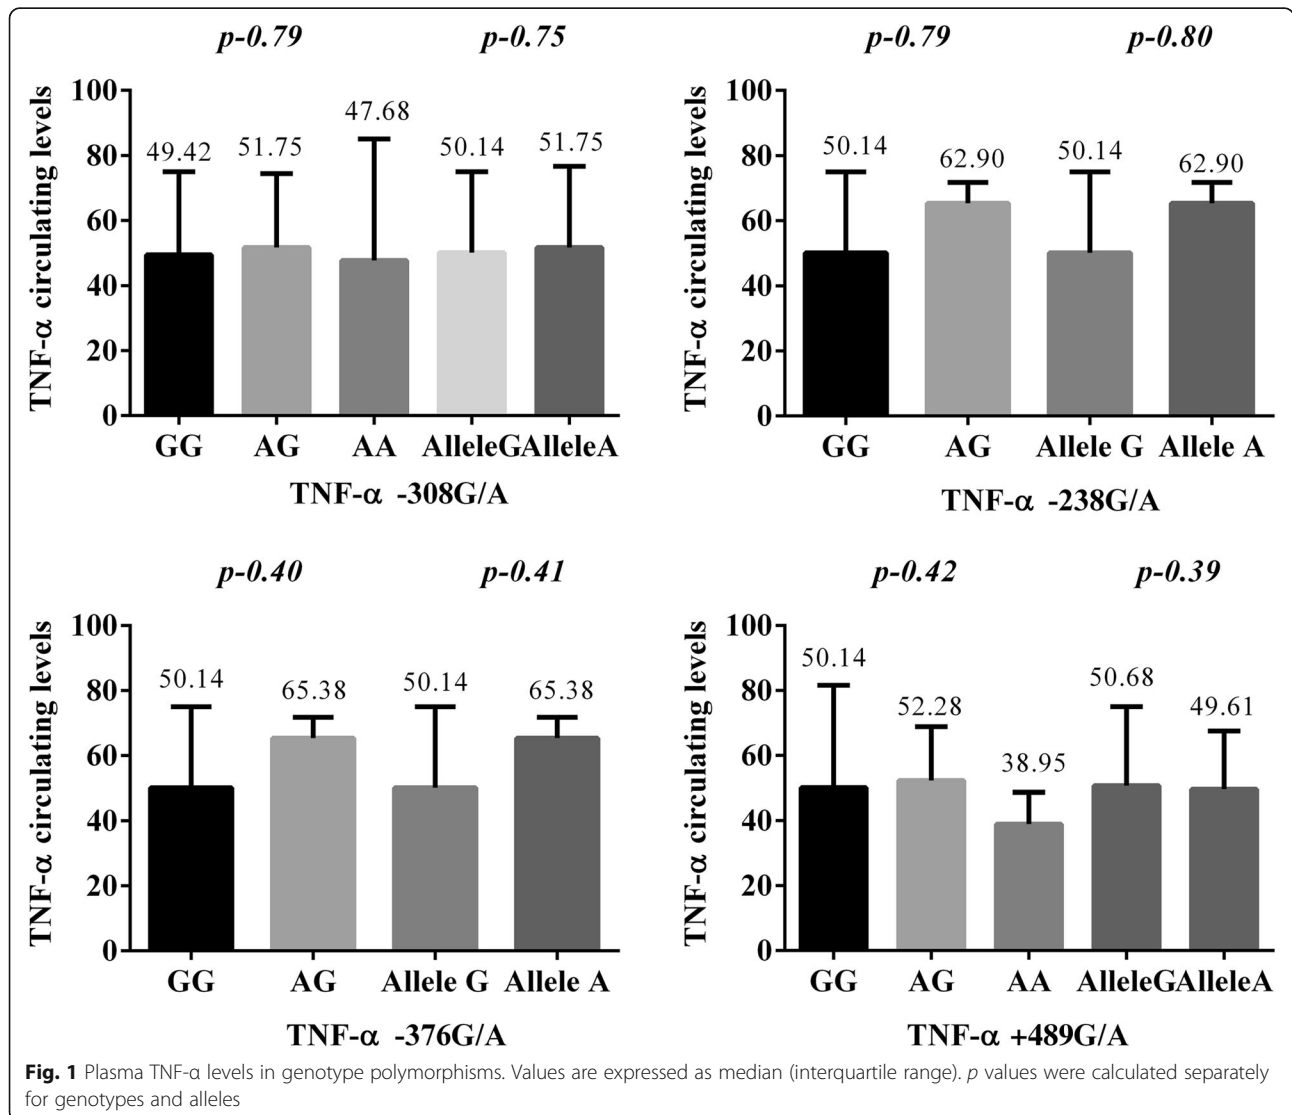 p-0.79 p-0.75
TNF-α circulating levels
100
80
60
40
20
0
49.42 51.75 47.68 50.14 51.75
GG AG AA AlleleG AlleleA
TNF-α -308G/A
p-0.79 p-0.80
TNF-α circulating levels
100
80
60
40
20
0
50.14 62.90 50.14 62.90
GG AG Allele G Allele A
TNF-α -238G/A
p-0.40 p-0.41
TNF-α circulating levels
100
80
60
40
20
0
50.14 65.38 50.14 65.38
GG AG Allele G Allele A
TNF-α -376G/A
p-0.42 p-0.39
TNF-α circulating levels
100
80
60
40
20
0
50.14 52.28 38.95 50.68 49.61
GG AG AA AlleleG AlleleA
TNF-α +489G/A
Fig. 1 Plasma TNF-α levels in genotype polymorphisms. Values are expressed as median (interquartile range). p values were calculated separately
for genotypes and alleles